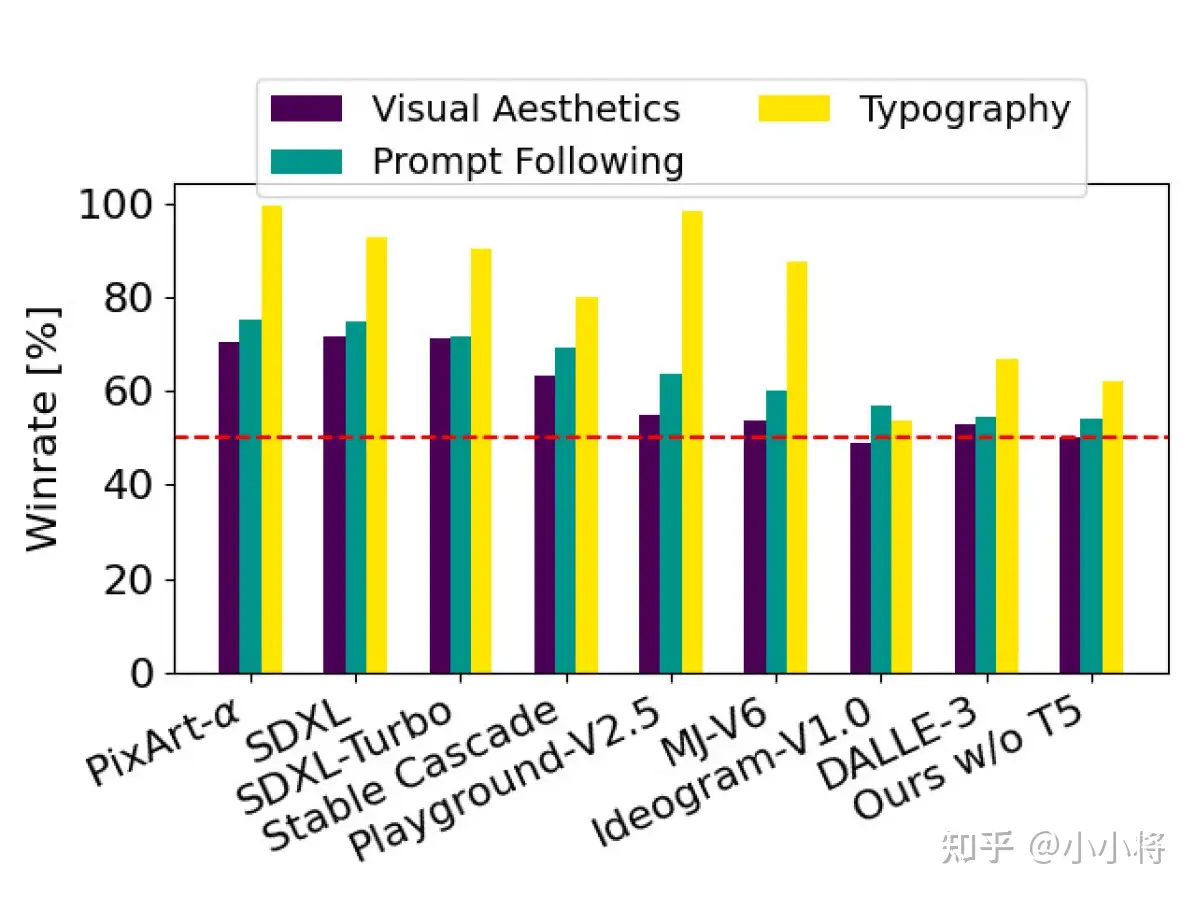 Visual Aesthetics
Prompt Following
Typography
Winrate [%]
100
80
60
40
20
0
PixArt-α
SDXL
SDXL-Turbo
Stable Cascade
Playground-V2.5
MJ-V6
Ideogram-V1.0
DALLE-3
Ours w/o T5
知乎 @小小将